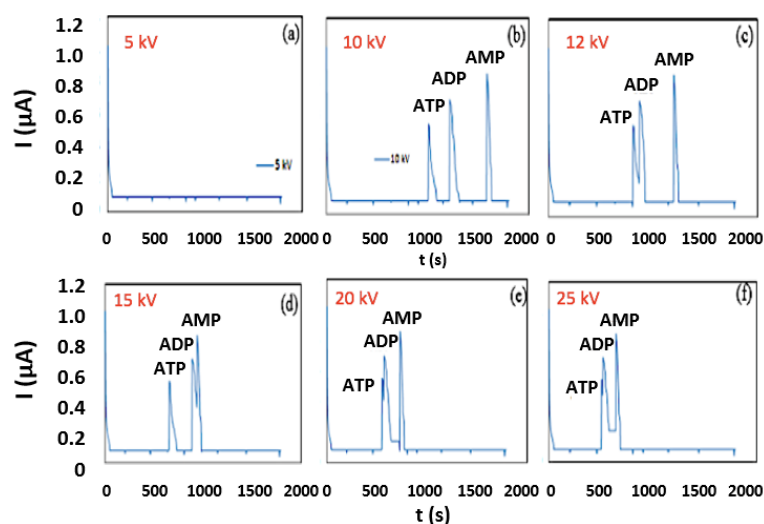 1.2
1.0
0.8
0.6
0.4
0.2
0
I (μA)
5 kV
(a)
5 kV
0 500 1000 1500 2000
10 kV
(b)
ATP
ADP
AMP
10 kV
0 500 1000 1500 2000
t (s)
12 kV
(c)
ATP
ADP
AMP
0 500 1000 1500 2000
1.2
1.0
0.8
0.6
0.4
0.2
0
I (μA)
15 kV
(d)
ATP
ADP
AMP
0 500 1000 1500 2000
20 kV
(e)
ATP
ADP
AMP
0 500 1000 1500 2000
t (s)
25 kV
(f)
ATP
ADP
AMP
0 500 1000 1500 2000